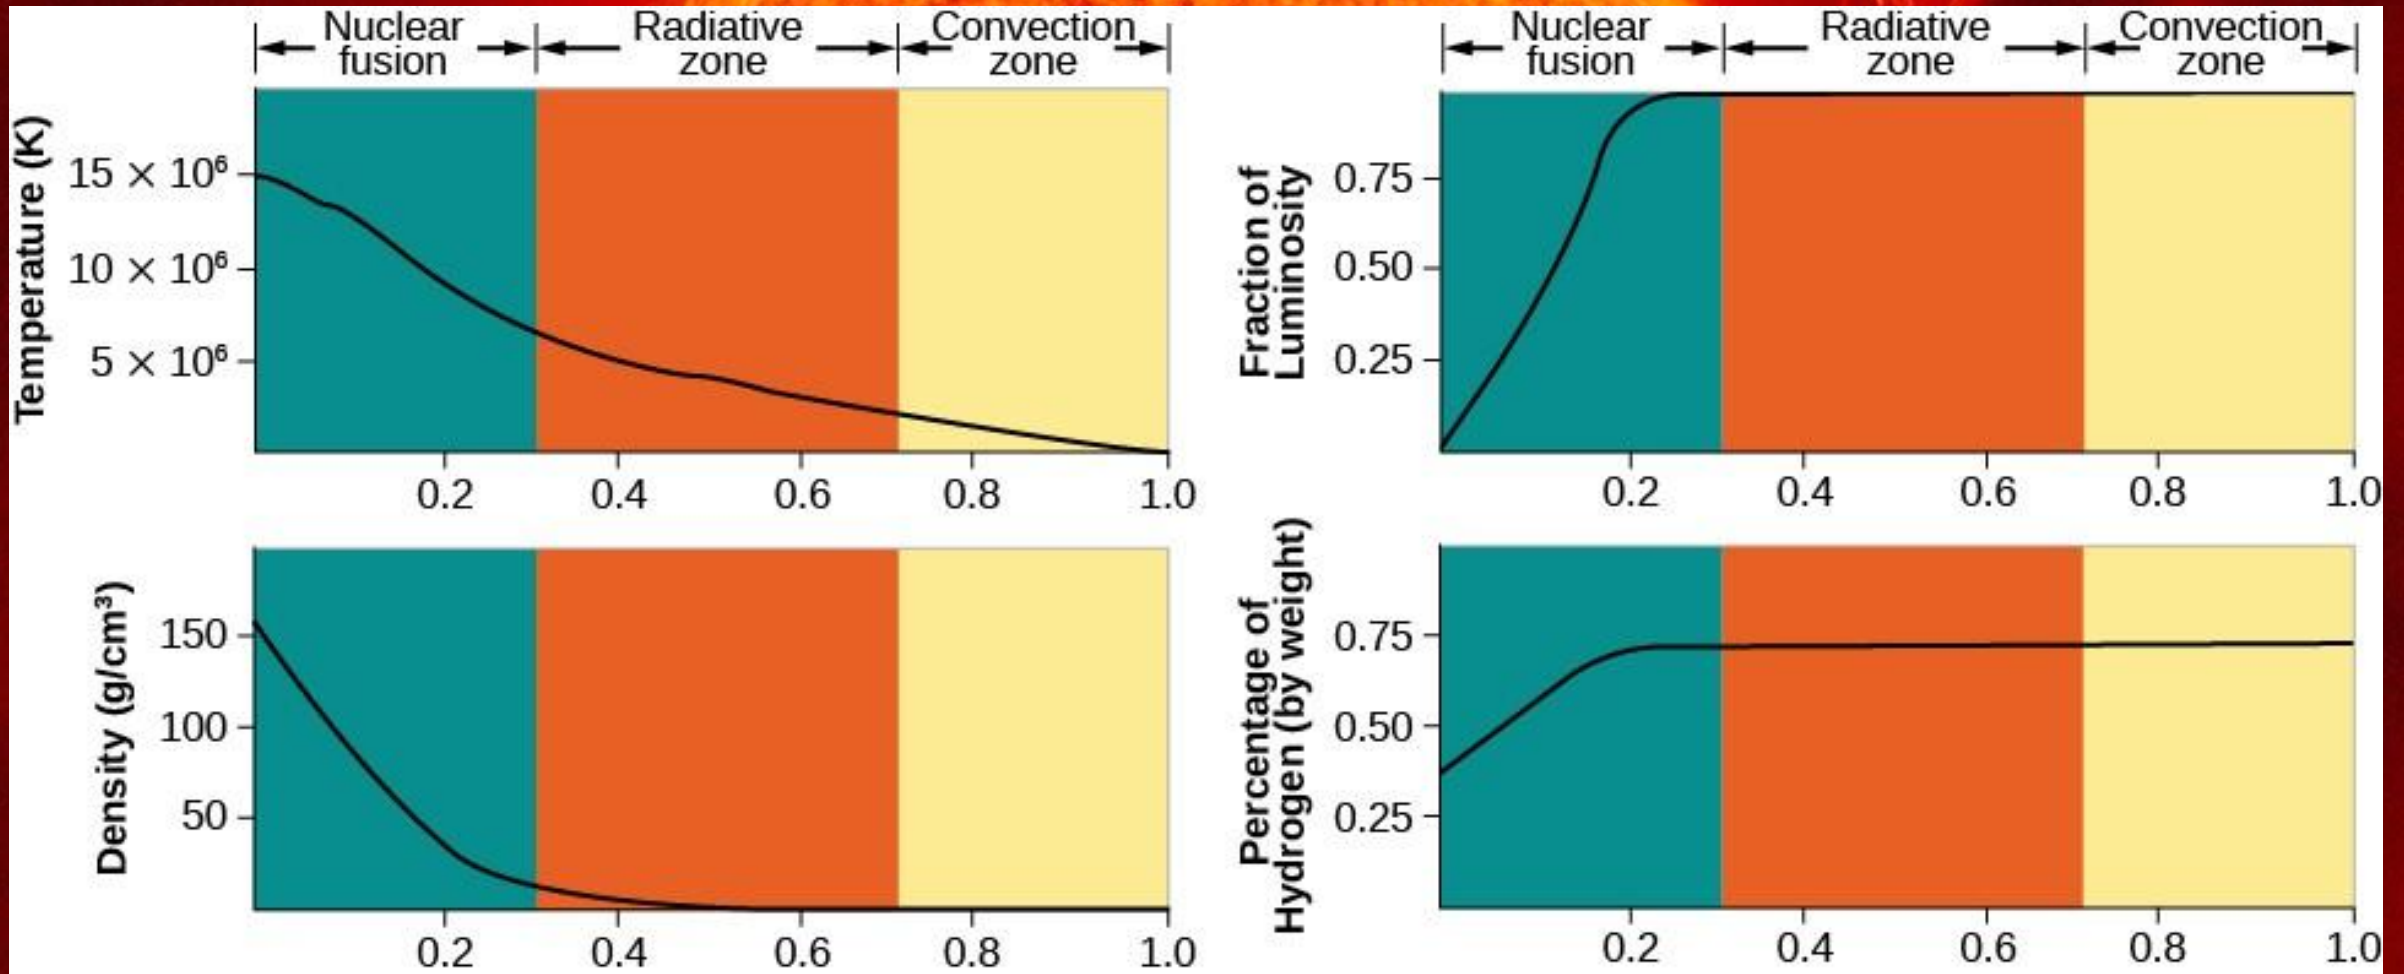 Nuclear
fusion
Radiative
zone
Convection
zone
Temperature (K)
15 × 10⁶
10 × 10⁶
5 × 10⁶
0.2 0.4 0.6 0.8 1.0
Nuclear
fusion
Radiative
zone
Convection
zone
Fraction of
Luminosity
0.75
0.50
0.25
0.2 0.4 0.6 0.8 1.0
Density (g/cm³)
150
100
50
0.2 0.4 0.6 0.8 1.0
Percentage of
Hydrogen (by weight)
0.75
0.50
0.25
0.2 0.4 0.6 0.8 1.0